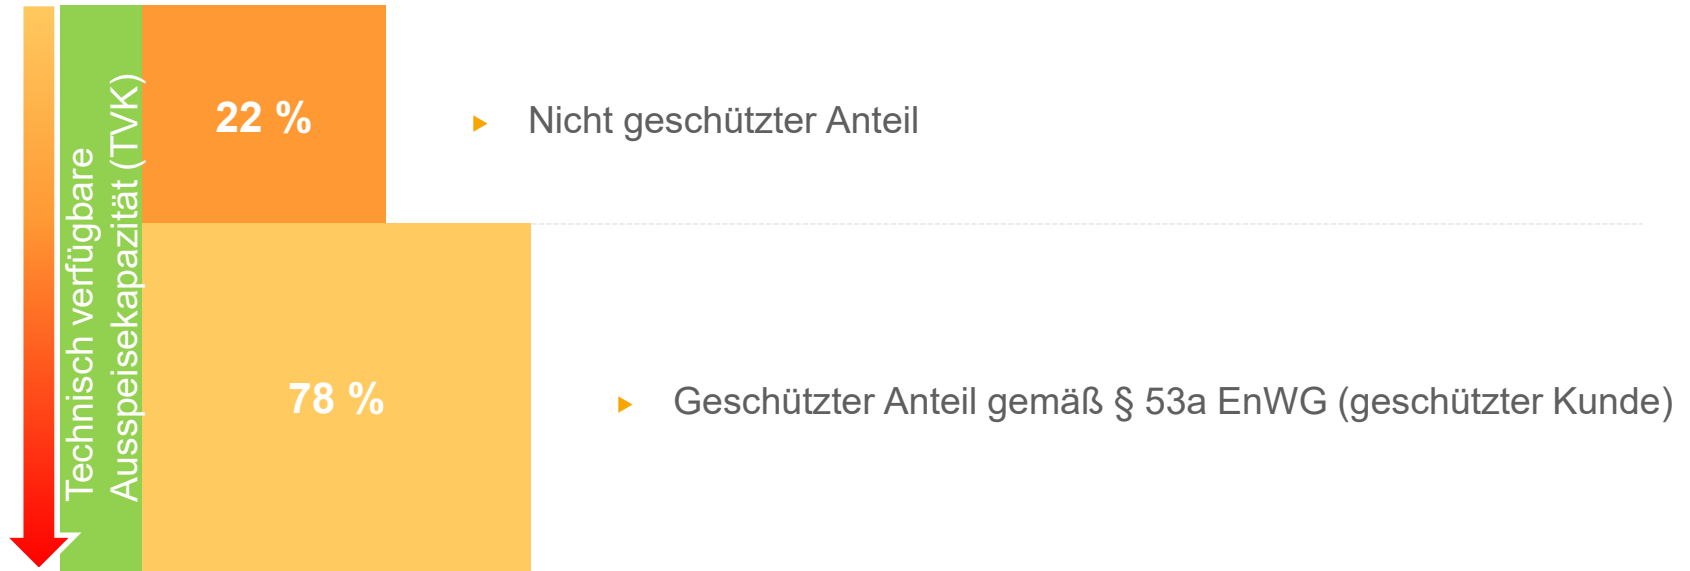 Technisch verfügbare
Ausspeisekapazität (TVK)
22 %
Nicht geschützter Anteil
78 %
Geschützter Anteil gemäß § 53a EnWG (geschützter Kunde)